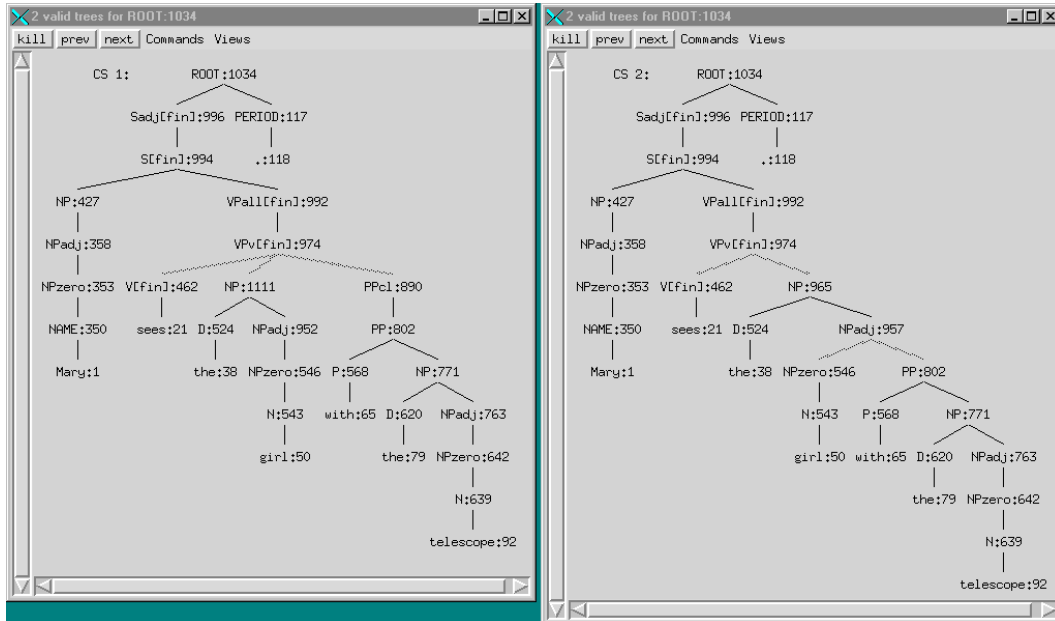 2 valid trees for ROOT:1034
kill prev next Commands Views
CS 1: ROOT:1034
Sadj[fin]:996 PERIOD:117
S[fin]:994 .:118
NP:427 VPall[fin]:992
NPadj:358 VPv[fin]:974
NPzero:353 V[fin]:462 NP:1111 PPcl:890
NAME:350 sees:21 D:524 NPadj:952 PP:802
Mary:1 the:38 NPzero:546 P:568 NP:771
N:543 with:65 D:620 NPadj:763
girl:50 the:79 NPzero:642
N:639
telescope:92
2 valid trees for ROOT:1034
kill prev next Commands Views
CS 2: ROOT:1034
Sadj[fin]:996 PERIOD:117
S[fin]:994 .:118
NP:427 VPall[fin]:992
NPadj:358 VPv[fin]:974
NPzero:353 V[fin]:462 NP:965
NAME:350 sees:21 D:524 NPadj:957
Mary:1 the:38 NPzero:546 PP:802
N:543 P:568 NP:771
girl:50 with:65 D:620 NPadj:763
the:79 NPzero:642
N:639
telescope:92